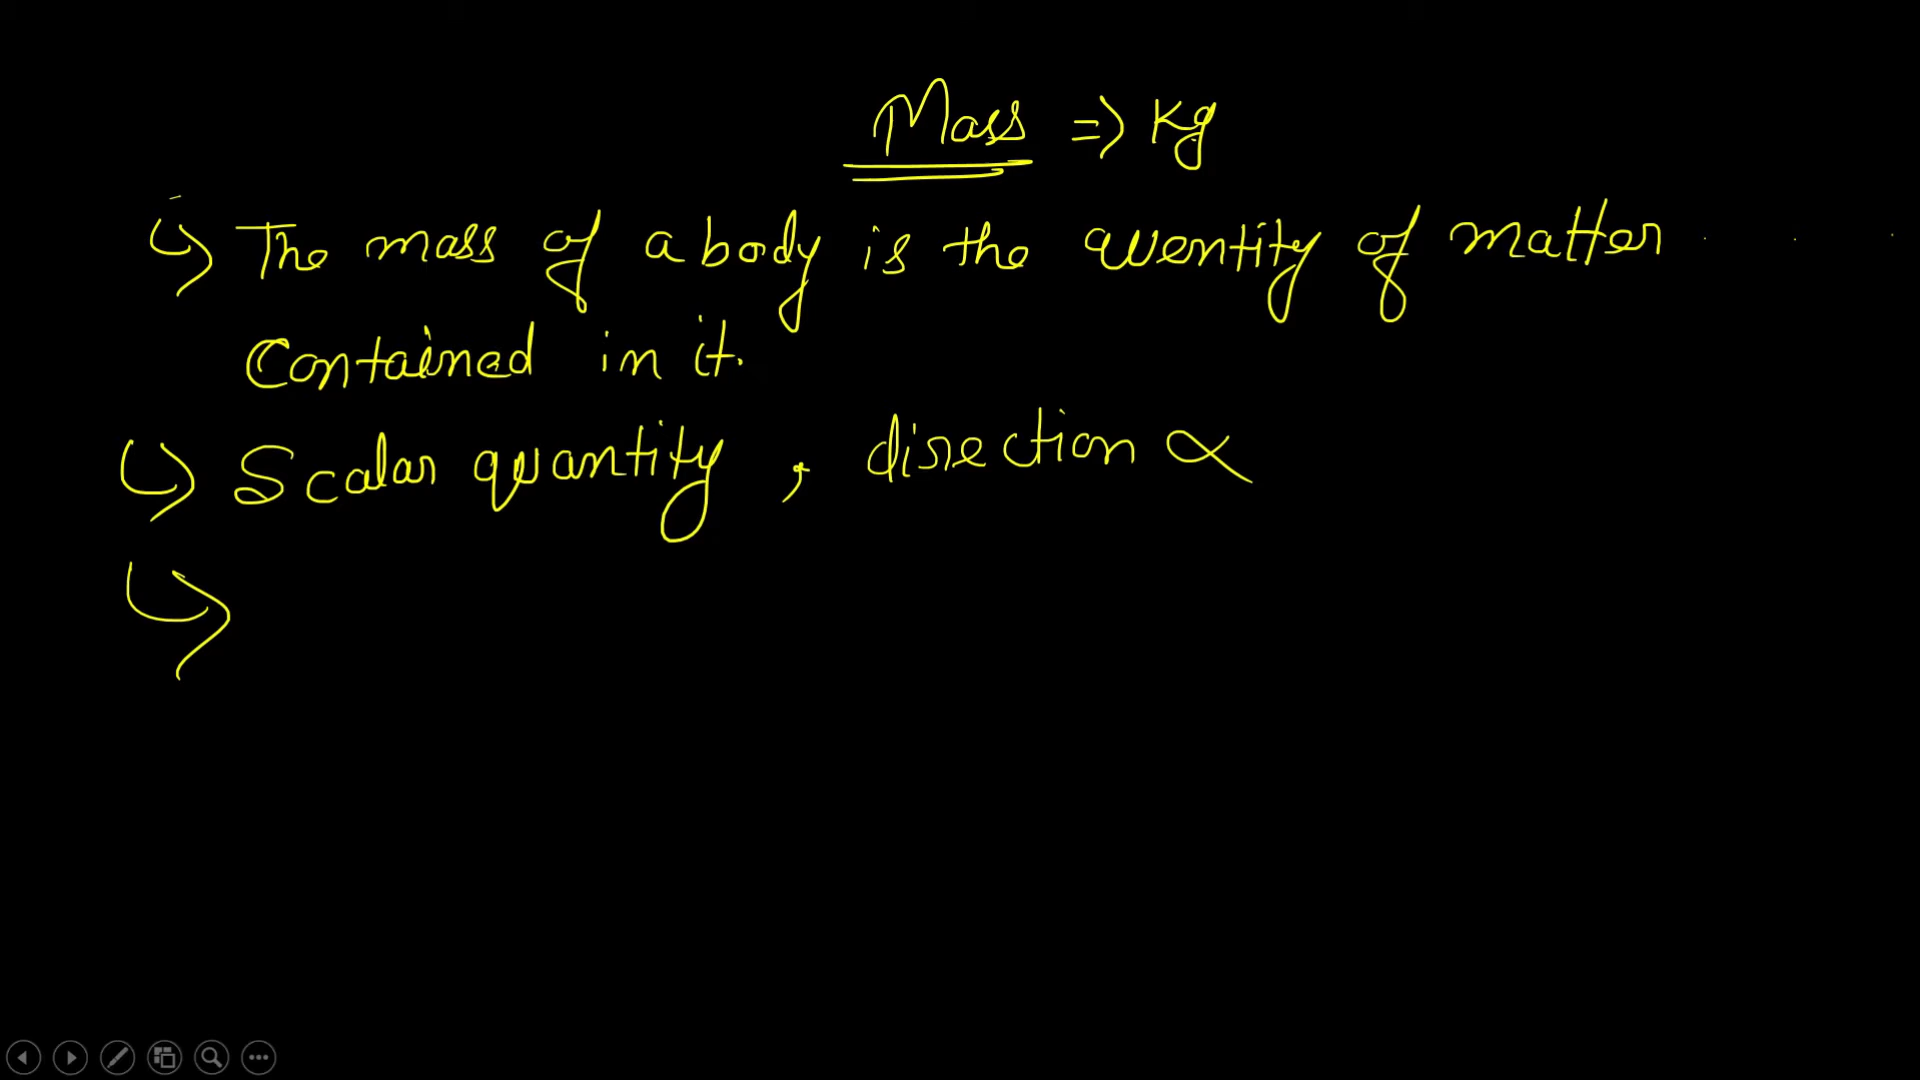 Mass => Kg
↳ The mass of a body is the quentity of matter
Contained in it.
↳ Scalar quantity, direction ×
↳